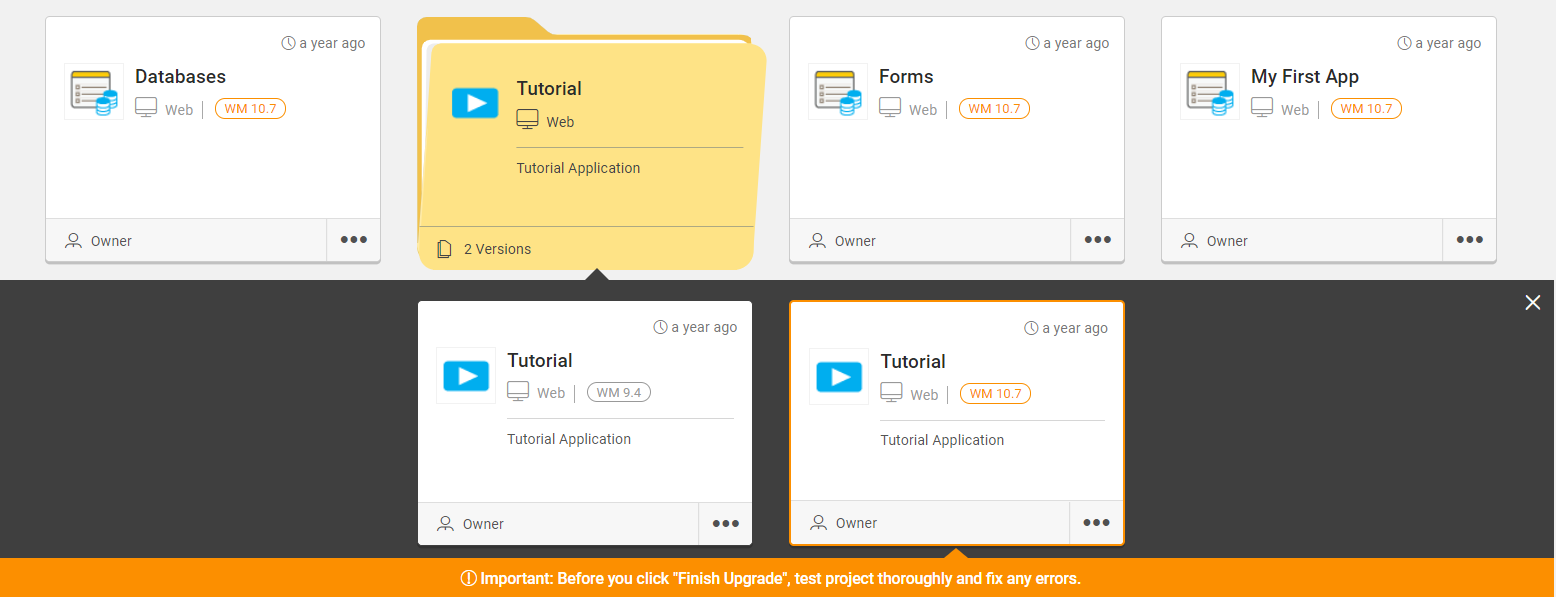 a year ago
Databases
Web
WM 10.7
Owner
Tutorial
Web
Tutorial Application
2 Versions
a year ago
Forms
Web
WM 10.7
Owner
a year ago
My First App
Web
WM 10.7
Owner
a year ago
Tutorial
Web
WM 9.4
Tutorial Application
Owner
a year ago
Tutorial
Web
WM 10.7
Tutorial Application
Owner
Important: Before you click "Finish Upgrade", test project thoroughly and fix any errors.